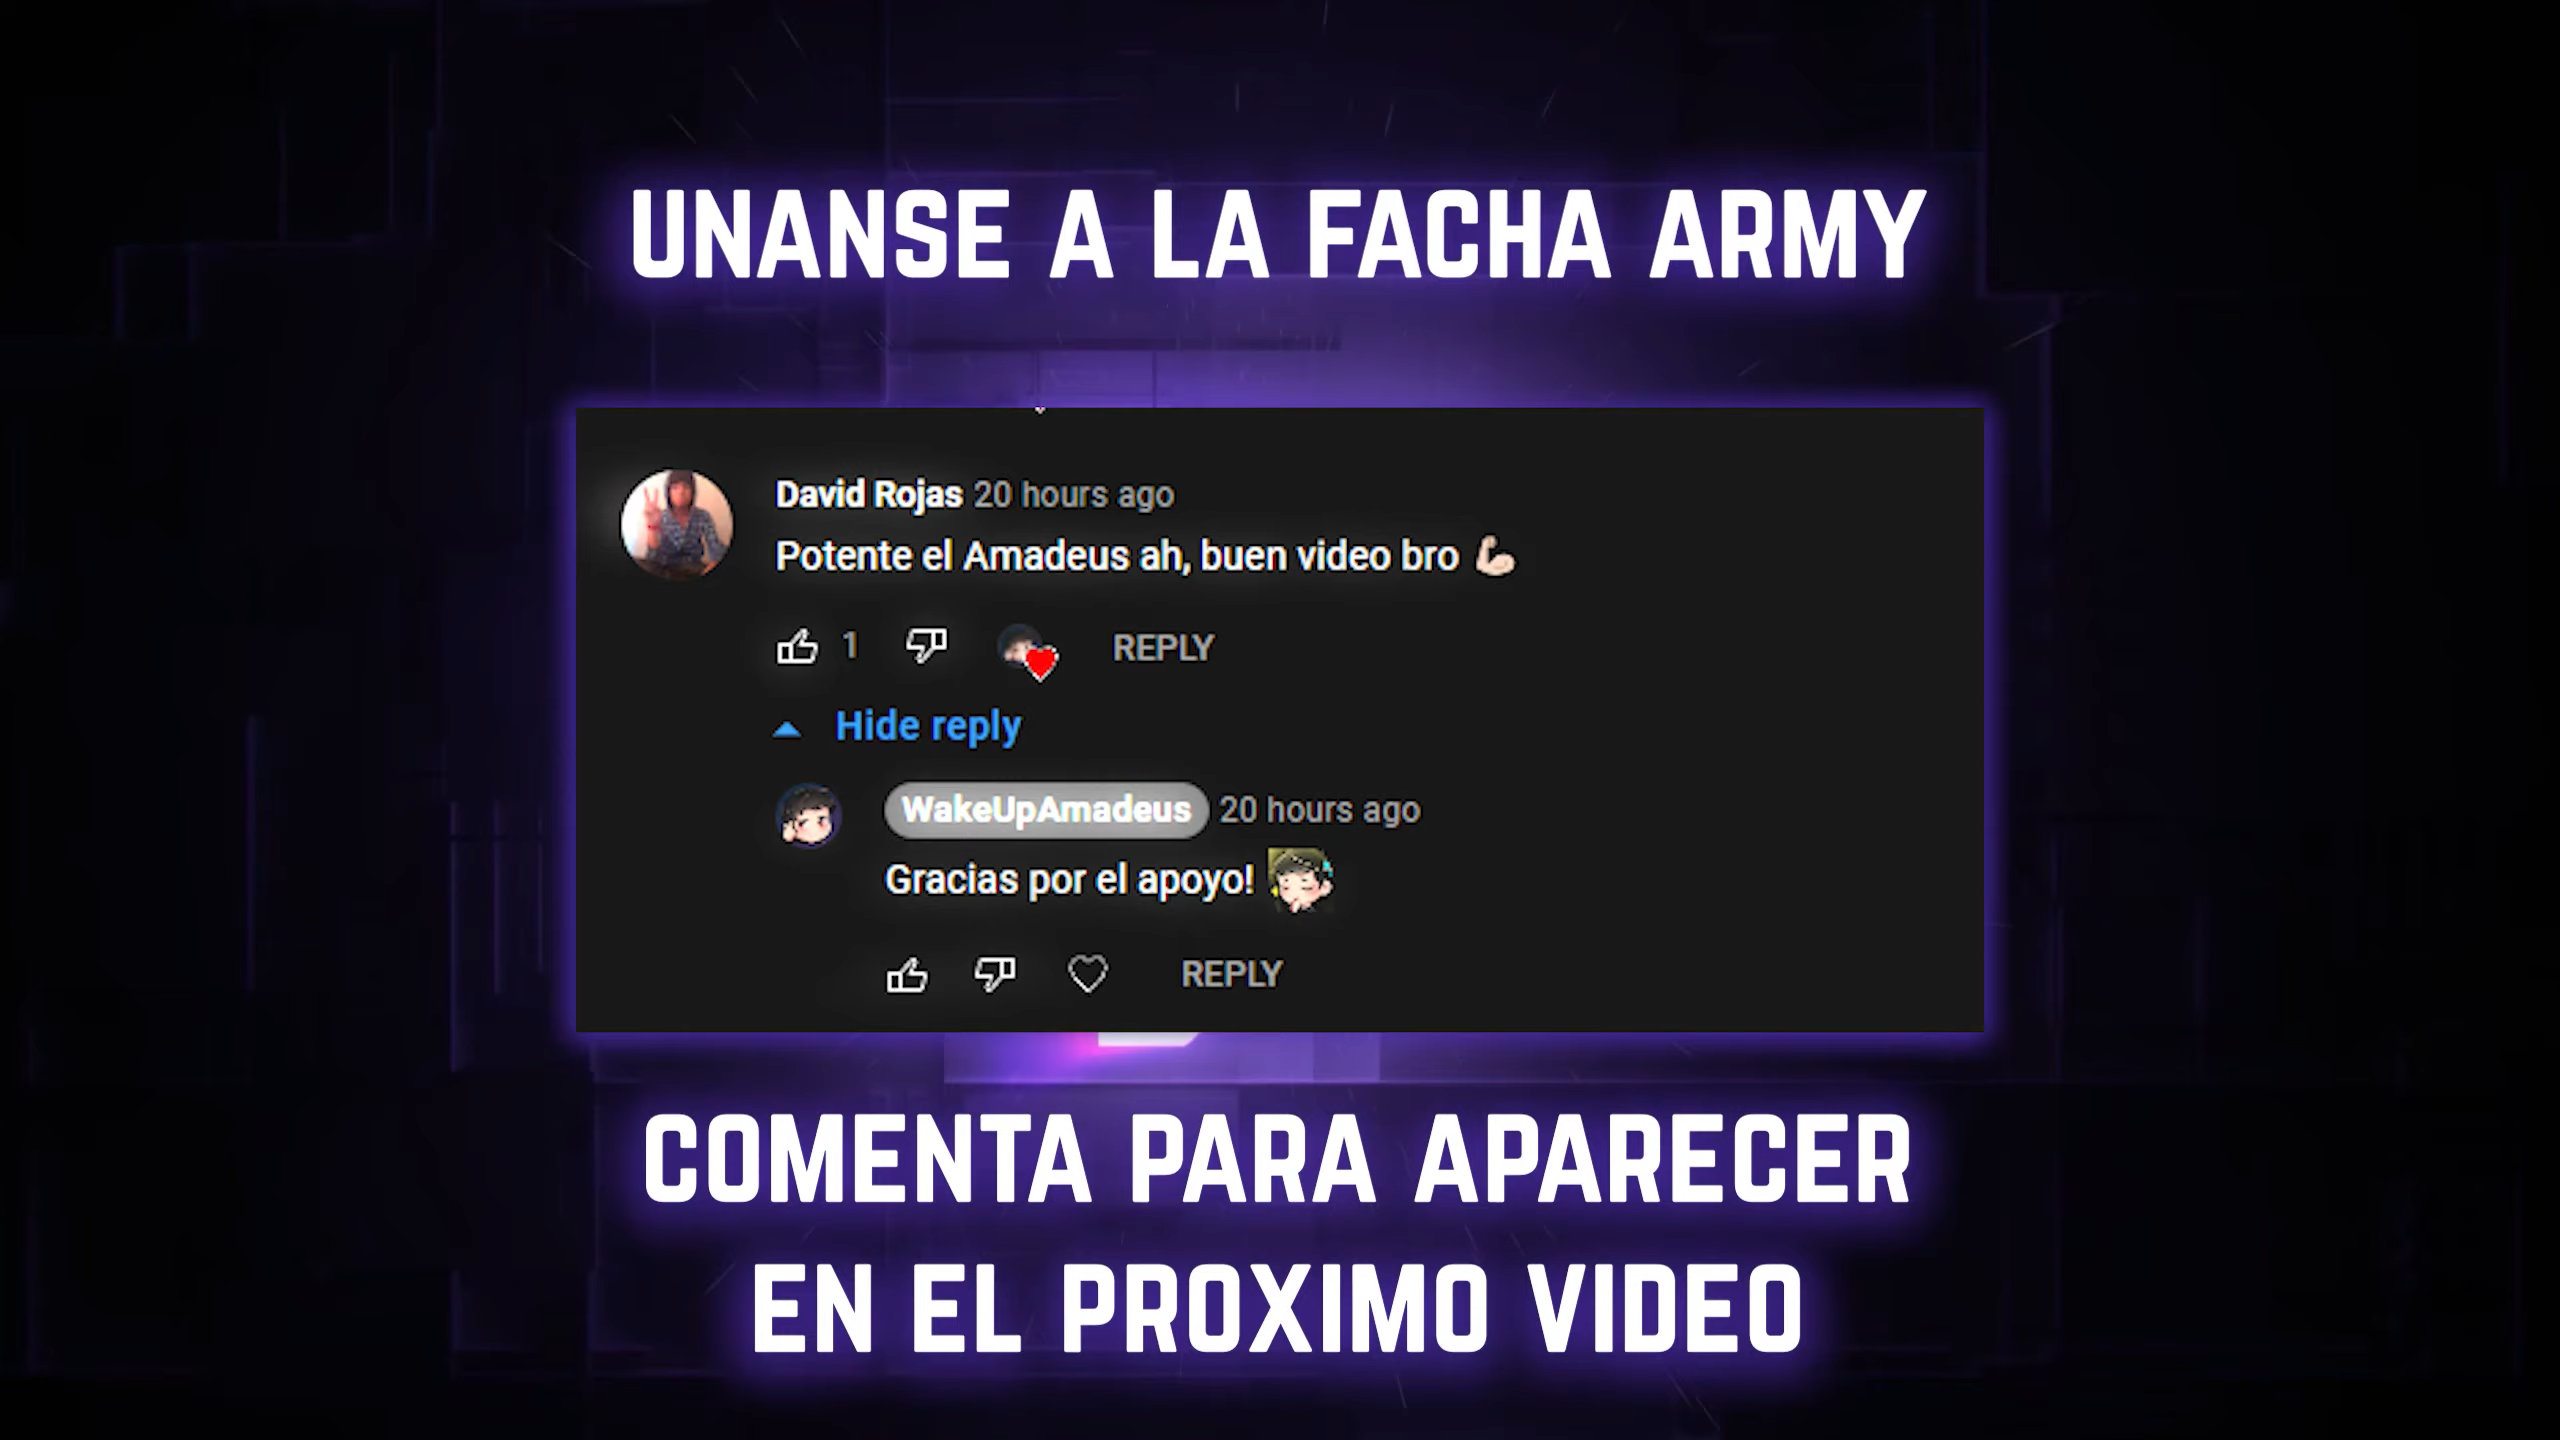 UNANSE A LA FACHA ARMY
David Rojas 20 hours ago
Potente el Amadeus ah, buen video bro 💪🏻
1 REPLY
Hide reply
WakeUpAmadeus 20 hours ago
Gracias por el apoyo!
REPLY
COMENTA PARA APARECER
EN EL PROXIMO VIDEO